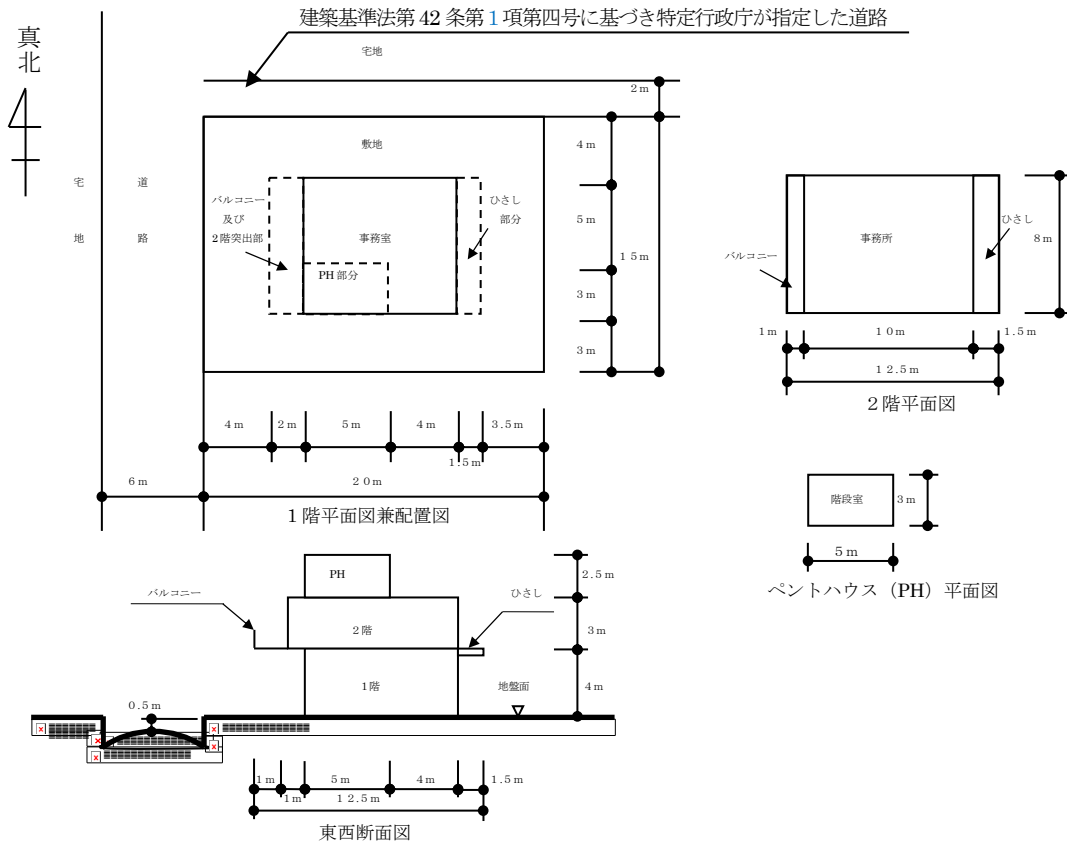 建築基準法第42条第1項第四号に基づき特定行政庁が指定した道路
真
北
宅地
2m
敷地
4m
宅
地
道
路
バルコニー
及び
2階突出部
事務室
ひさし
部分
PH部分
5m
15m
3m
3m
4m
2m
5m
4m
1.5m
3.5m
6m
20m
1階平面図兼配置図
事務所
ひさし
バルコニー
8m
1m
10m
1.5m
12.5m
2階平面図
階段室
3m
5m
ペントハウス（PH）平面図
PH
バルコニー
ひさし
2階
1階
地盤面
2.5m
3m
4m
0.5m
1m
1m
5m
4m
1.5m
12.5m
東西断面図